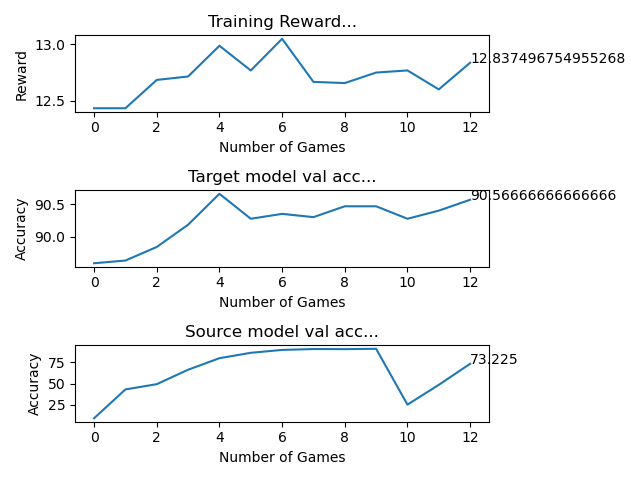 Training Reward...
13.0
12.5
Reward
12.837496754955268
0 2 4 6 8 10 12
Number of Games
Target model val acc...
90.5
90.0
Accuracy
90.56666666666666
0 2 4 6 8 10 12
Number of Games
Source model val acc...
75
50
25
Accuracy
73.225
0 2 4 6 8 10 12
Number of Games